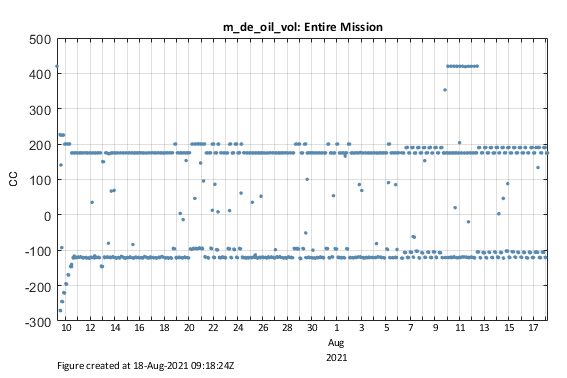 m_de_oil_vol: Entire Mission
500
400
300
200
100
0
-100
-200
-300
CC
10 12 14 16 18 20 22 24 26 28 30 1 3 5 7 9 11 13 15 17
Aug
2021
Figure created at 18-Aug-2021 09:18:24Z